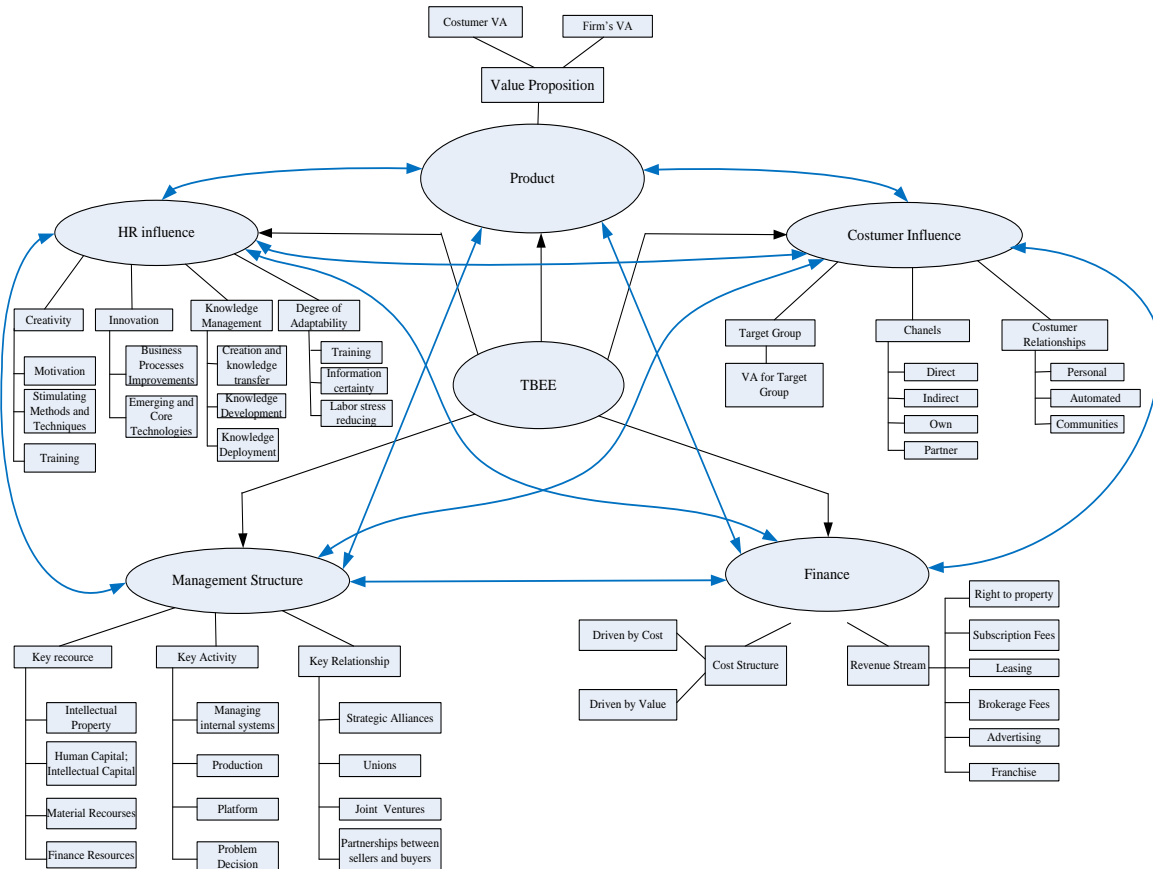 Costumer VA
Firm's VA
Value Proposition
Product
HR influence
Costumer Influence
TBEE
Creativity
Motivation
Stimulating
Methods and
Techniques
Training
Innovation
Business
Processes
Improvements
Emerging and
Core
Technologies
Knowledge
Management
Creation and
knowledge
transfer
Knowledge
Development
Knowledge
Deployment
Degree of
Adaptability
Training
Information
certainty
Labor stress
reducing
Target Group
VA for Target
Group
Chanels
Direct
Indirect
Own
Partner
Costumer
Relationships
Personal
Automated
Communities
Management Structure
Finance
Key recource
Intellectual
Property
Human Capital;
Intellectual Capital
Material Recourses
Finance Resources
Key Activity
Managing
internal systems
Production
Platform
Problem
Decision
Key Relationship
Strategic Alliances
Unions
Joint Ventures
Partnerships between
sellers and buyers
Driven by Cost
Driven by Value
Cost Structure
Revenue Stream
Right to property
Subscription Fees
Leasing
Brokerage Fees
Advertising
Franchise